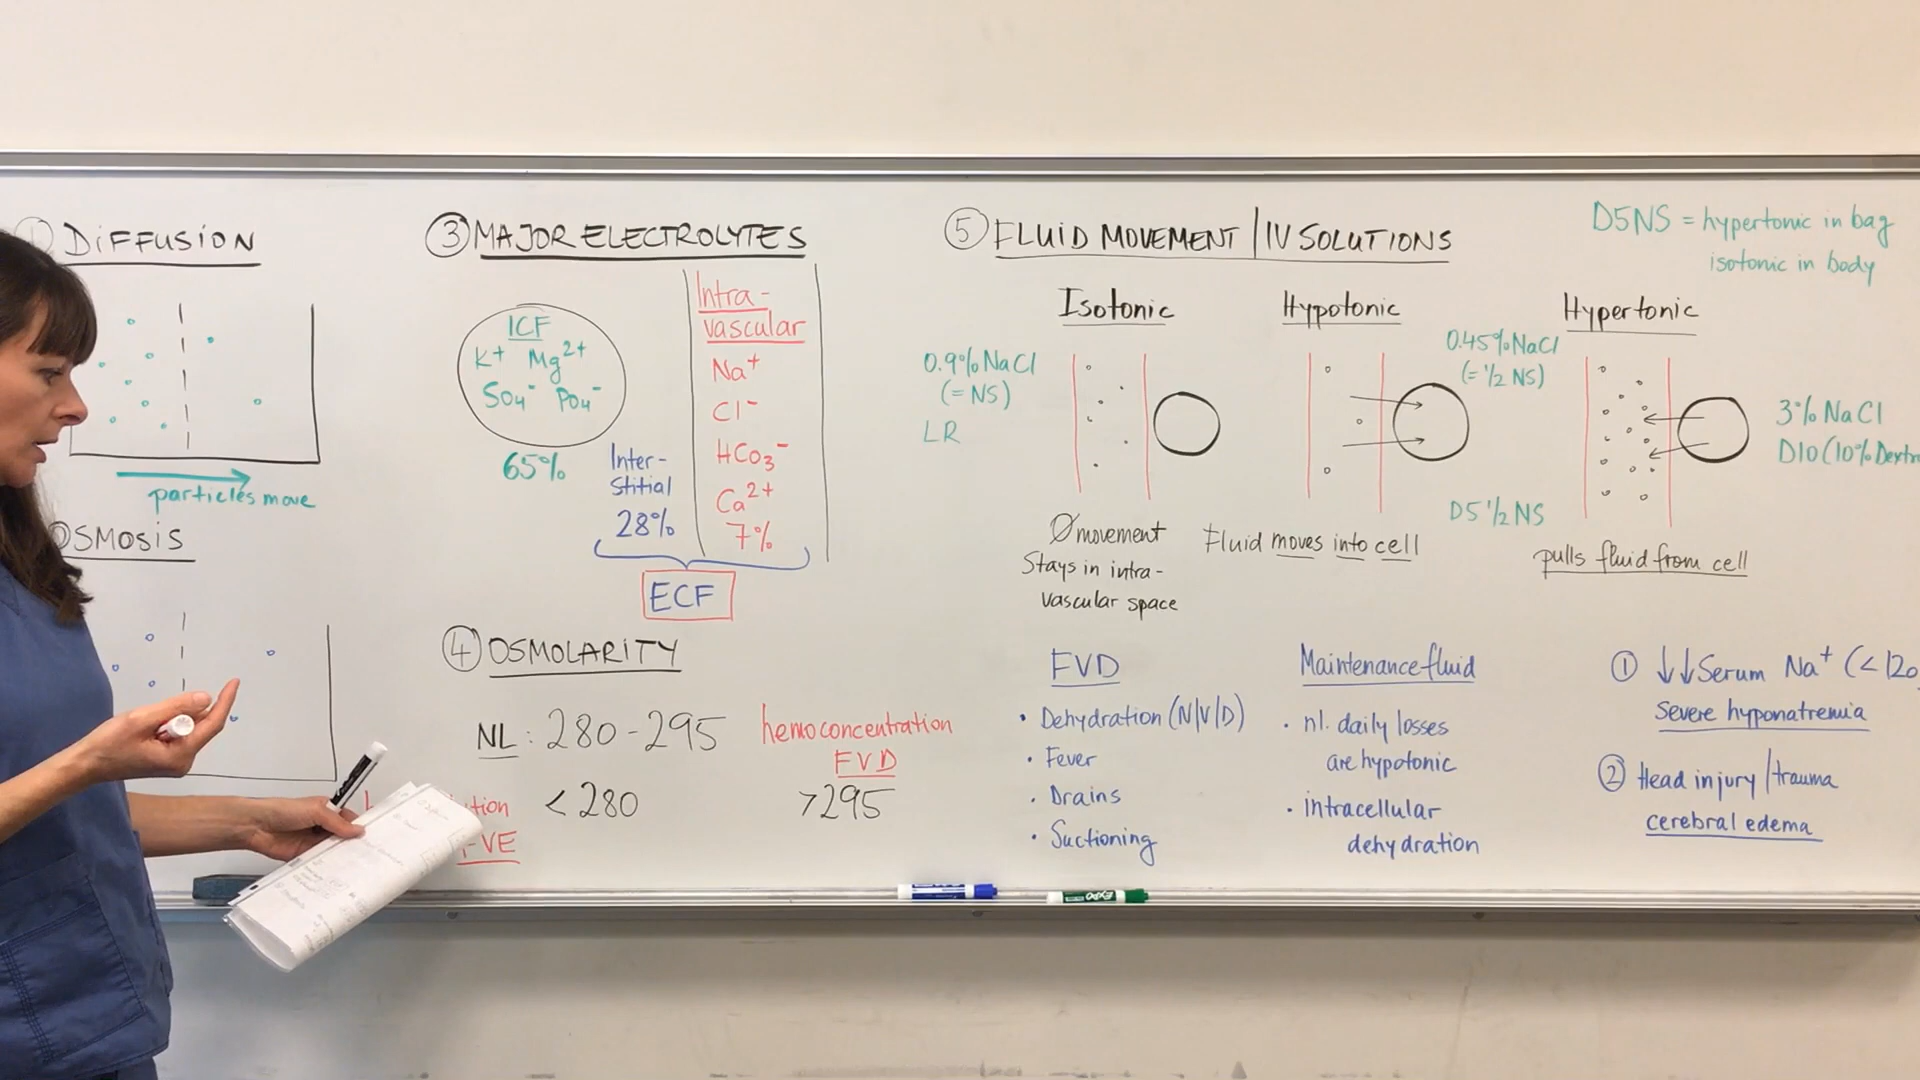 ① DIFFUSION
particles move
OSMOSIS
③ MAJOR ELECTROLYTES
ICF
K+ Mg2+
SO4- PO4-
65%
Inter-
stitial
28%
Intra-
vascular
Na+
Cl-
HCO3-
Ca2+
7%
ECF
④ OSMOLARITY
NL: 280-295
<280
>295
hemoconcentration
FVD
FVE
⑤ FLUID MOVEMENT/IV SOLUTIONS
D5NS = hypertonic in bag
isotonic in body
Isotonic
0.9% NaCl
(= NS)
LR
Ømovement
Stays in intra-
vascular space
FVD
• Dehydration (N/V/D)
• Fever
• Drains
• Suctioning
Hypotonic
0.45% NaCl
(= 1/2 NS)
Fluid moves into cell
Maintenance fluid
• nl. daily losses
are hypotonic
• intracellular
dehydration
Hypertonic
3% NaCl
D10 (10% Dextr
D5 1/2 NS
pulls fluid from cell
① ↓↓ Serum Na+ (<120
Severe hyponatremia
② Head injury/trauma
cerebral edema
EXPO